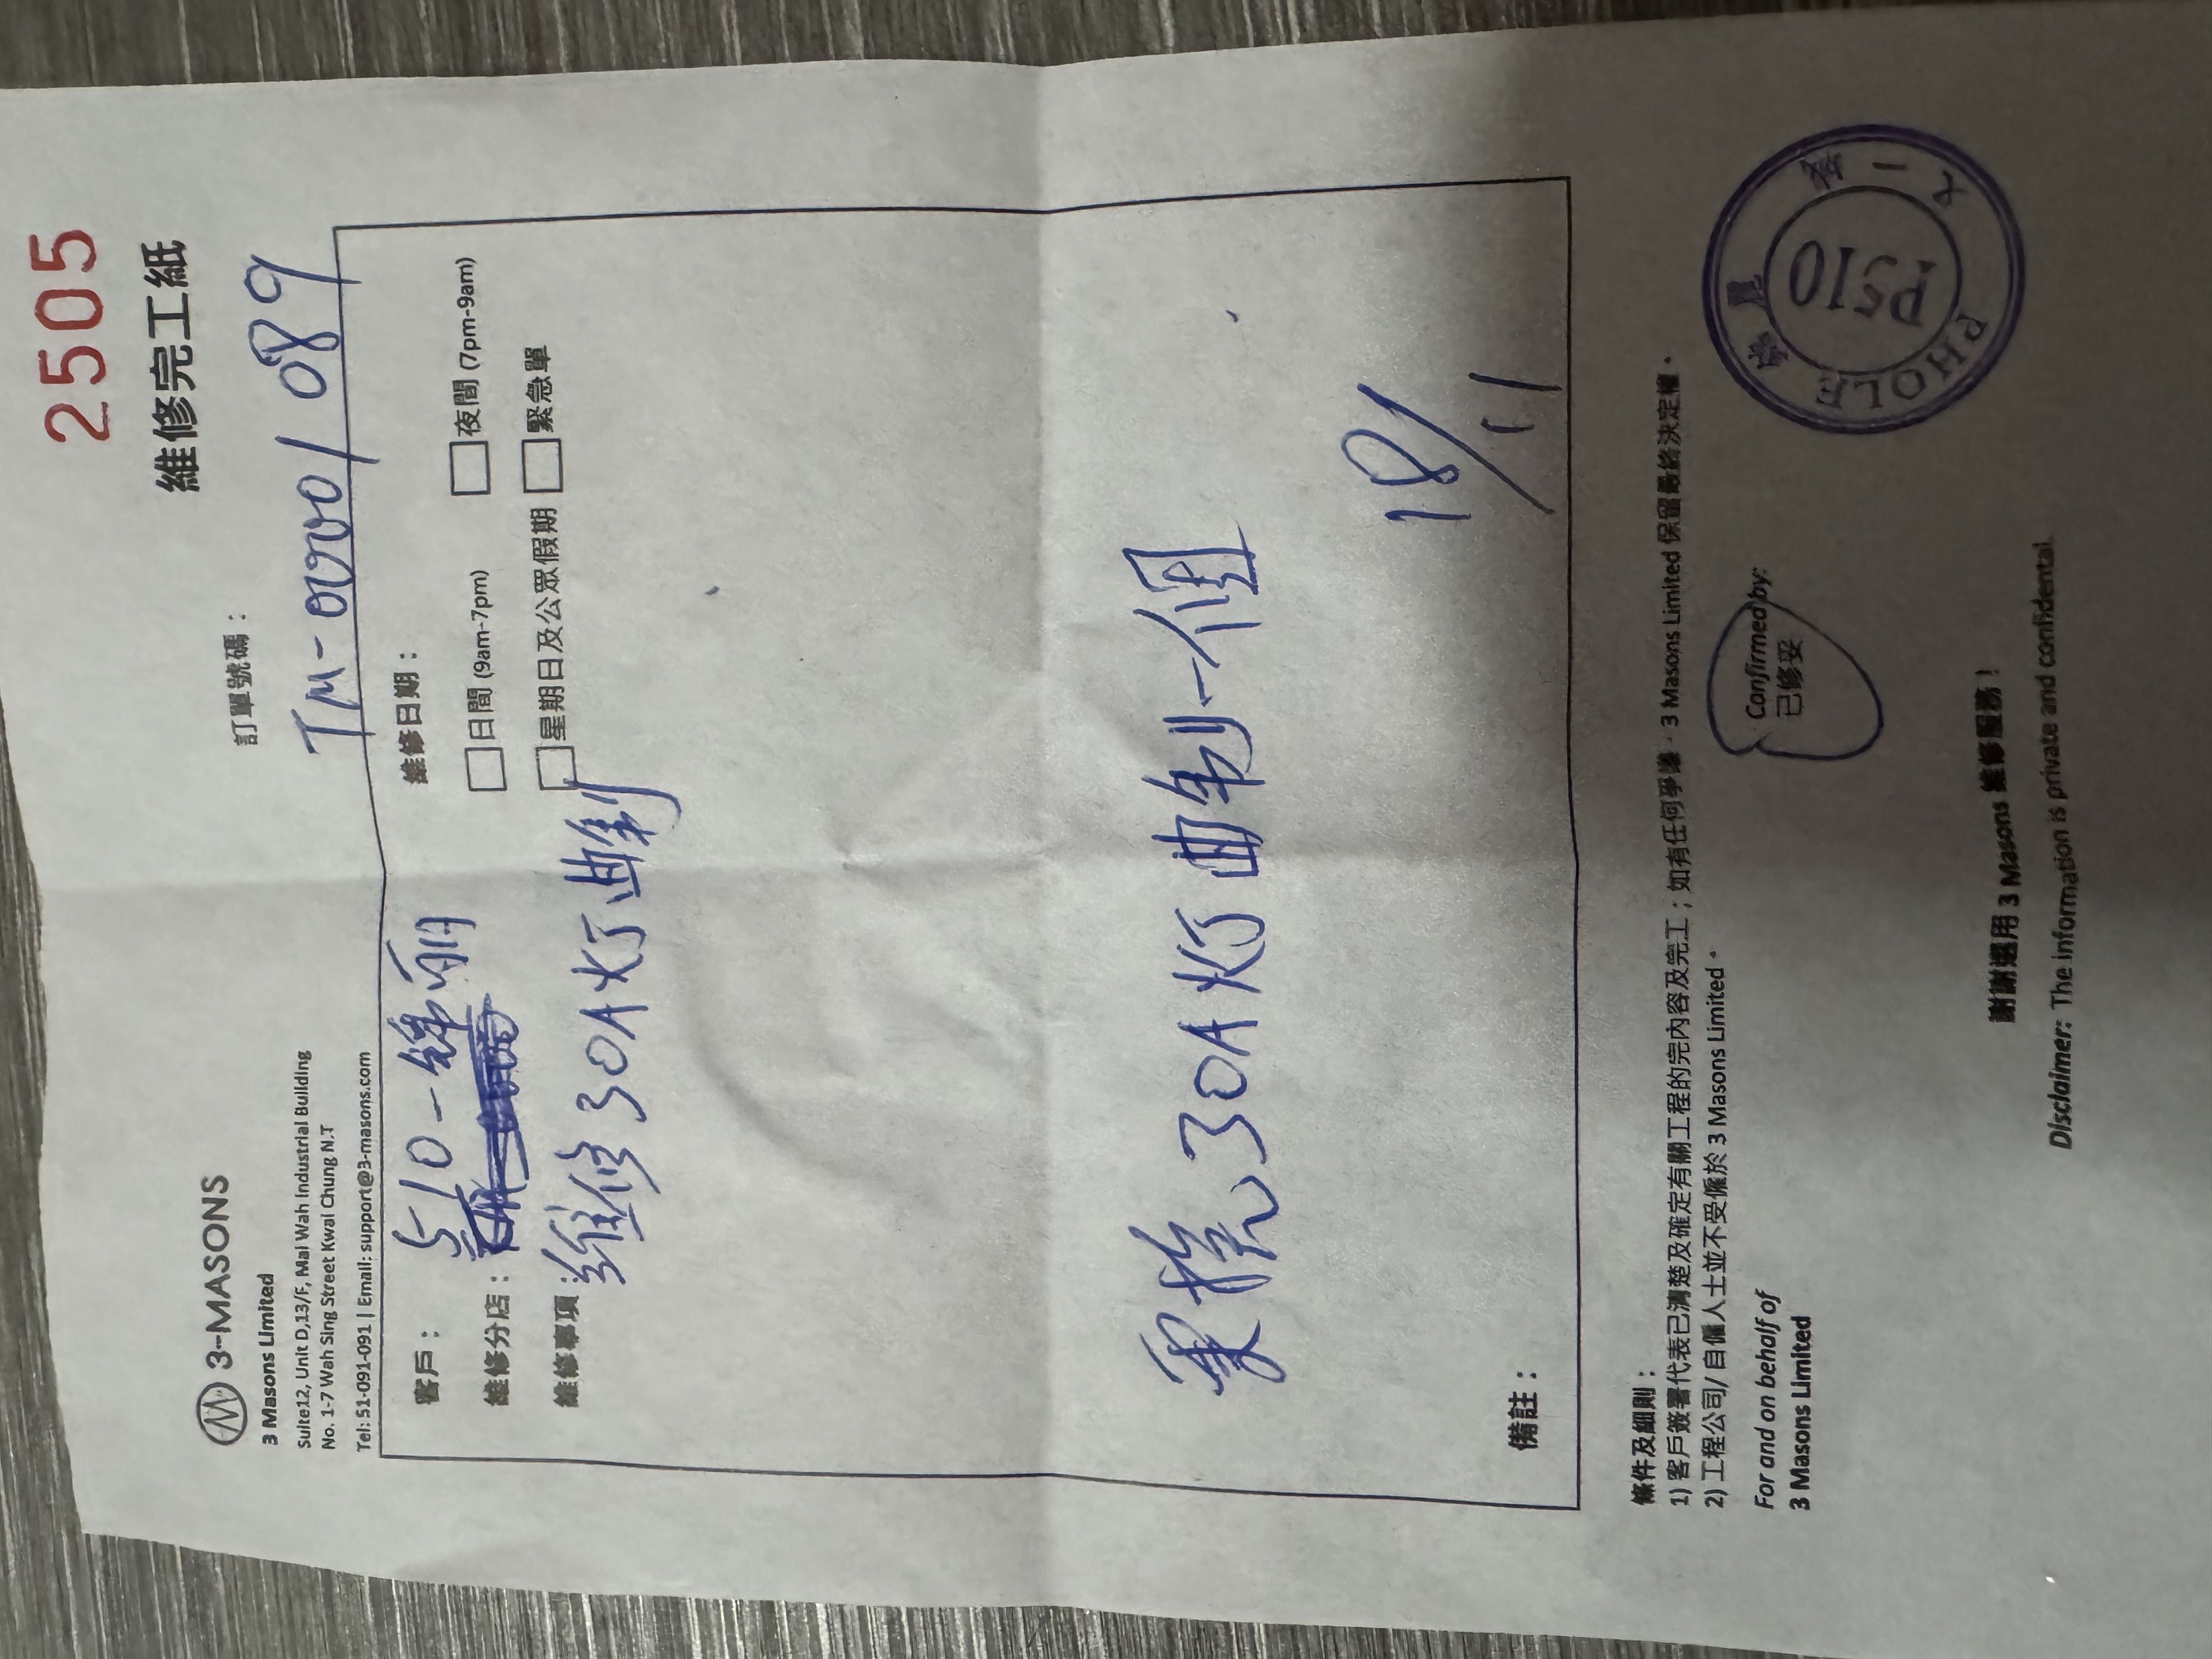 2505
維修完工紙
3-MASONS
3 Masons Limited
Suite12, Unit D,13/F, Mai Wah Industrial Building
No. 1-7 Wah Sing Street Kwai Chung N.T
Tel: 51-091-091 | Email: support@3-masons.com
訂單號碼：
TM-00001089
客戶： 510-錦丽
維修日期：
維修分店：
日間 (9am-7pm) 夜間 (7pm-9am)
星期日及公眾假期 緊急單
維修事項： 維修30A灯曲制
更換30A灯曲制一個
18/11
備註：
條件及細則：
1) 客戶簽署代表已清楚及確定有關工程的完內容及完工；如有任何爭議，3 Masons Limited 保留最終決定權。
2) 工程公司/ 自僱人士並不受僱於 3 Masons Limited。
For and on behalf of
3 Masons Limited
Confirmed by:
已修妥
P510
謝謝選用 3 Masons 維修服務！
Disclaimer: The information is private and confidental.